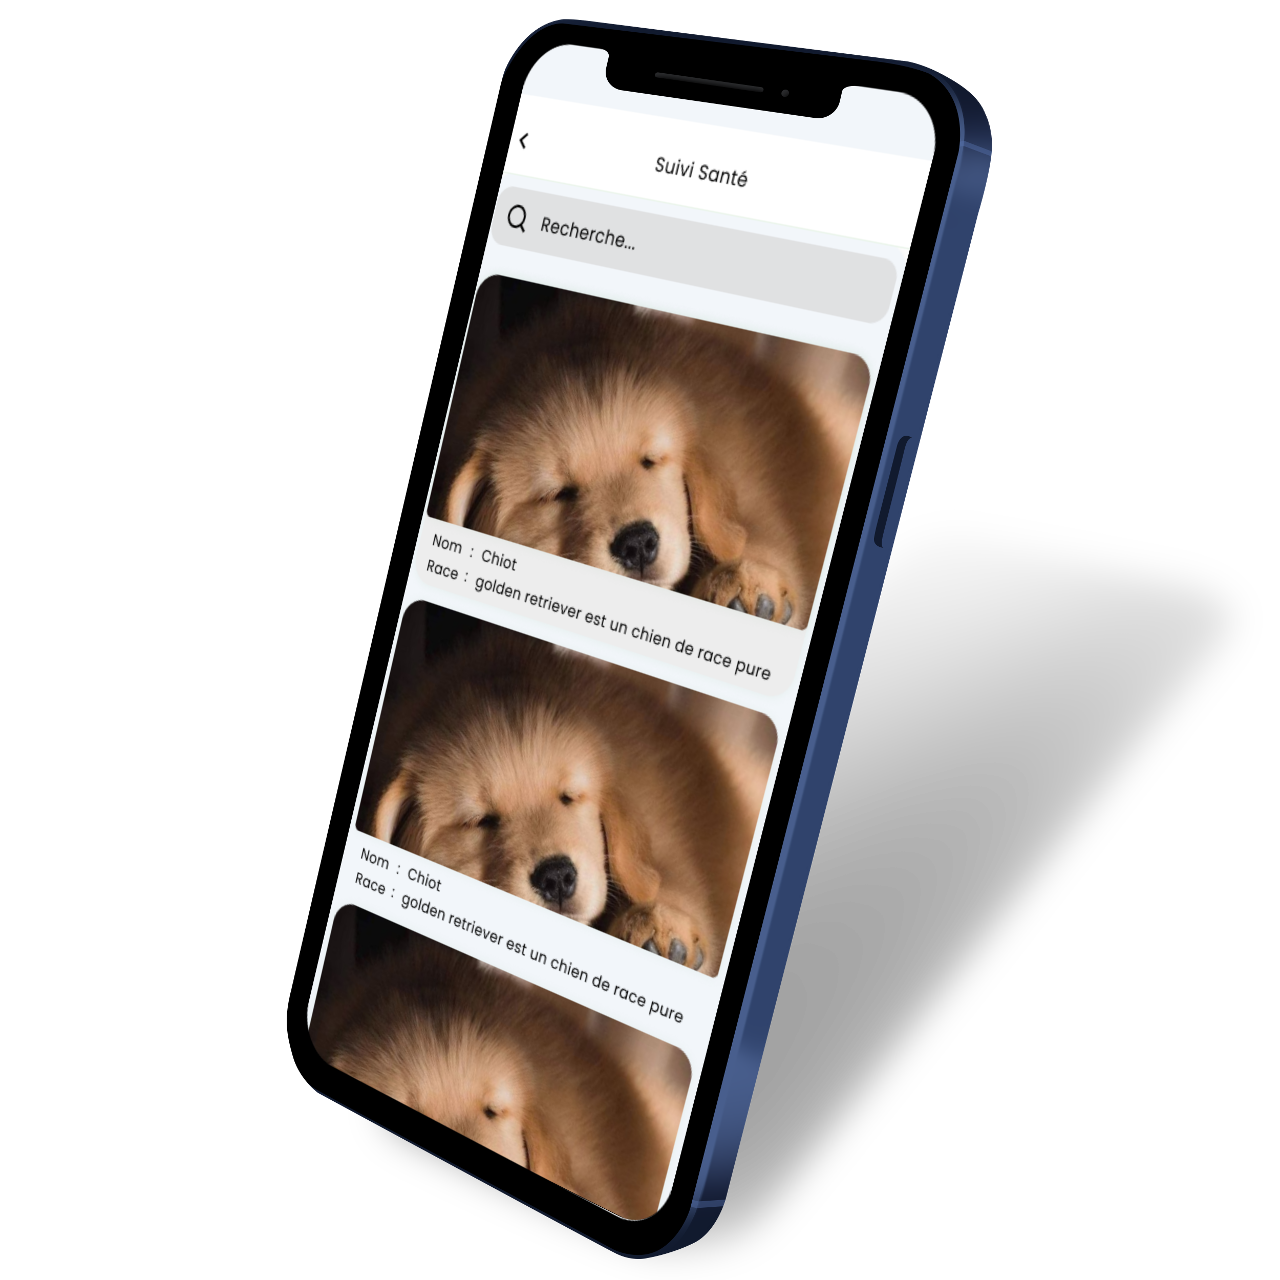 Suivi Santé
Recherche...
Nom : Chiot
Race : golden retriever est un chien de race pure
Nom : Chiot
Race : golden retriever est un chien de race pure